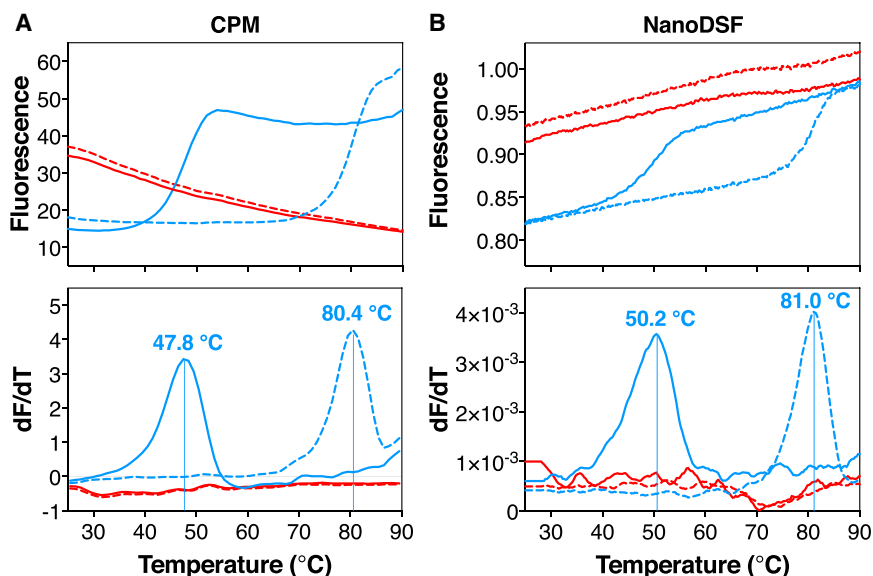 A CPM
Fluorescence
60
50
40
30
20
10
dF/dT
5
4
3
2
1
0
-1
47.8 °C
80.4 °C
30 40 50 60 70 80 90
Temperature (°C)
B NanoDSF
Fluorescence
1.00
0.95
0.90
0.85
0.80
dF/dT
4×10⁻³
3×10⁻³
2×10⁻³
1×10⁻³
0
50.2 °C
81.0 °C
30 40 50 60 70 80 90
Temperature (°C)